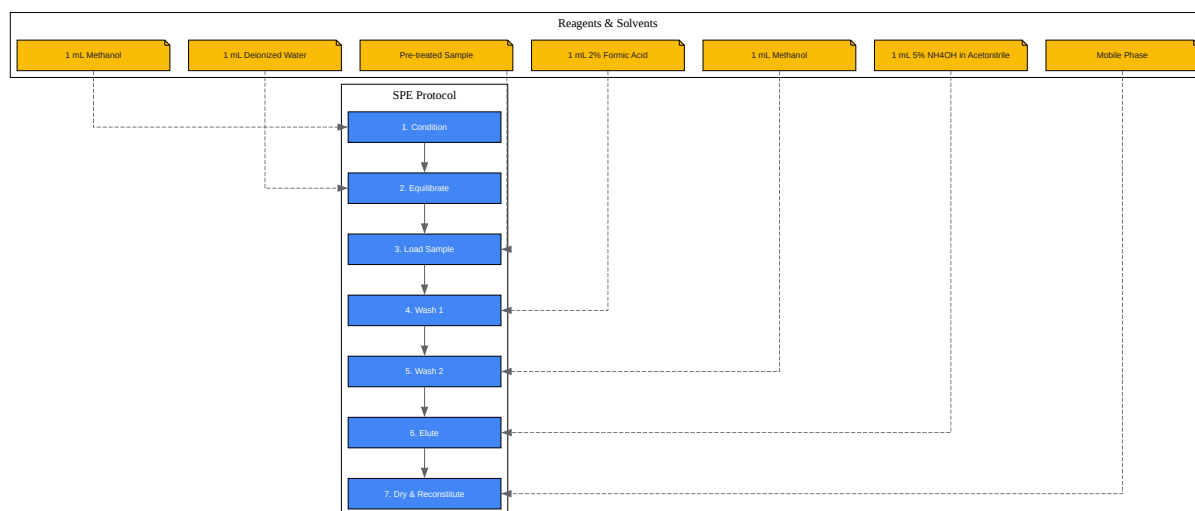 Reagents & Solvents
1 mL Methanol
1 mL Deionized Water
Pre-treated Sample
1 mL 2% Formic Acid
1 mL Methanol
1 mL 5% NH4OH in Acetonitrile
Mobile Phase
SPE Protocol
1. Condition
2. Equilibrate
3. Load Sample
4. Wash 1
5. Wash 2
6. Elute
7. Dry & Reconstitute